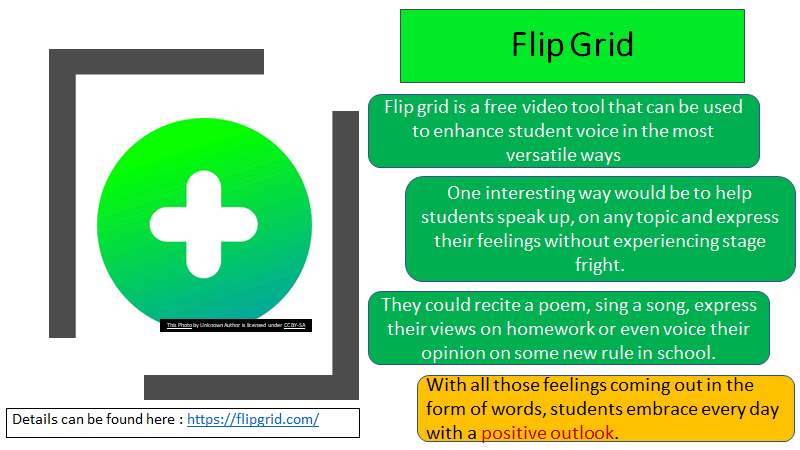 Flip Grid
Flip grid is a free video tool that can be used
to enhance student voice in the most
versatile ways
One interesting way would be to help
students speak up, on any topic and express
their feelings without experiencing stage
fright.
They could recite a poem, sing a song, express
their views on homework or even voice their
opinion on some new rule in school.
With all those feelings coming out in the
form of words, students embrace every day
with a positive outlook.
This Photo by Unknown Author is licensed under CC BY-SA
Details can be found here : https://flipgrid.com/